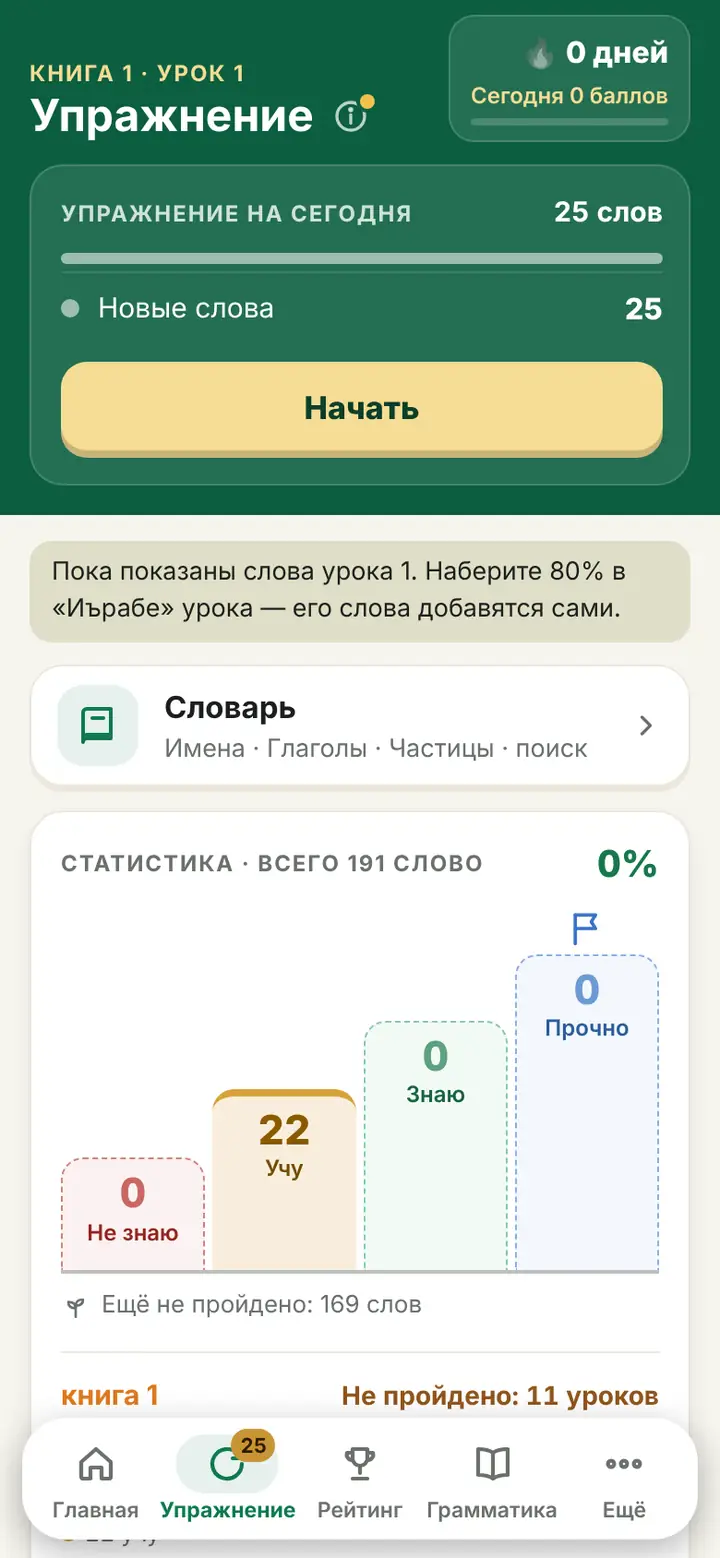 🔥 0 дней
КНИГА 1 · УРОК 1
Сегодня 0 баллов
Упражнение
УПРАЖНЕНИЕ НА СЕГОДНЯ 25 слов
Новые слова 25
Начать
Пока показаны слова урока 1. Наберите 80% в
«Иърабе» урока — его слова добавятся сами.
Словарь
Имена · Глаголы · Частицы · поиск
СТАТИСТИКА · ВСЕГО 191 СЛОВО 0%
0
Прочно
0
Знаю
22
Учу
0
Не знаю
Ещё не пройдено: 169 слов
книга 1 Не пройдено: 11 уроков
25
Главная Упражнение Рейтинг Грамматика Ещё